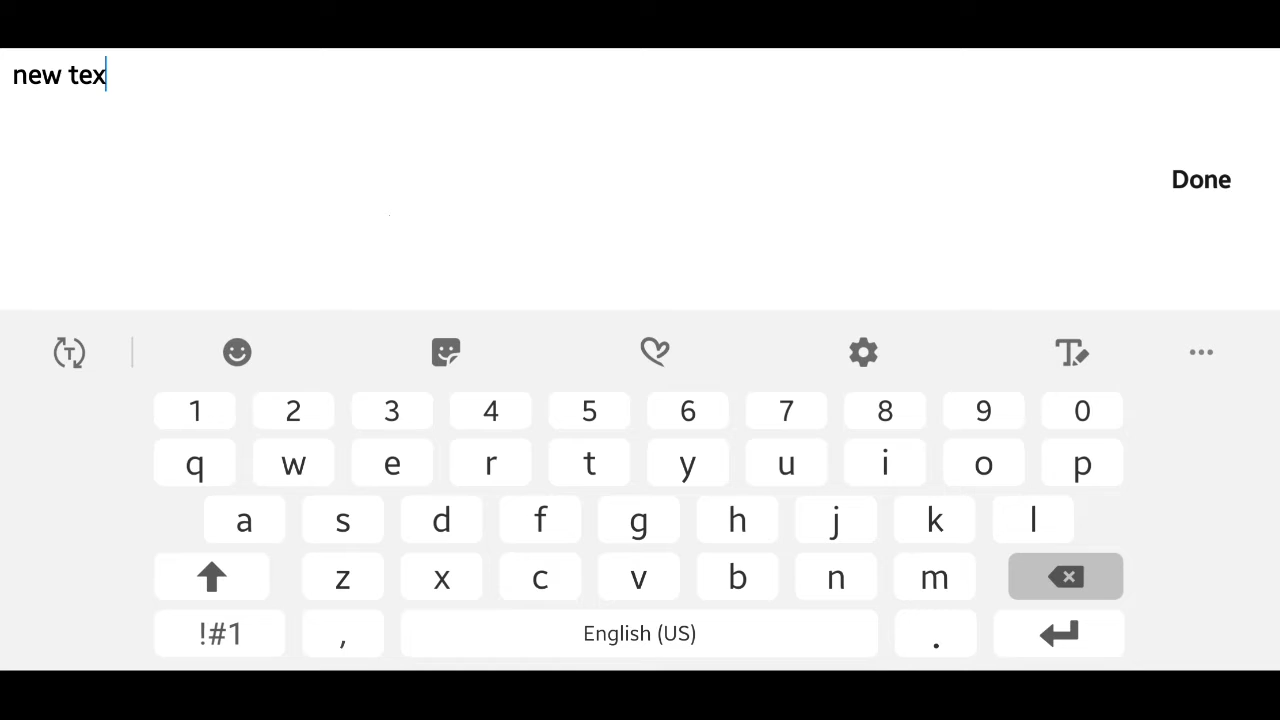 new tex
Done
1 2 3 4 5 6 7 8 9 0
q w e r t y u i o p
a s d f g h j k l
z x c v b n m
!#1 , English (US) .